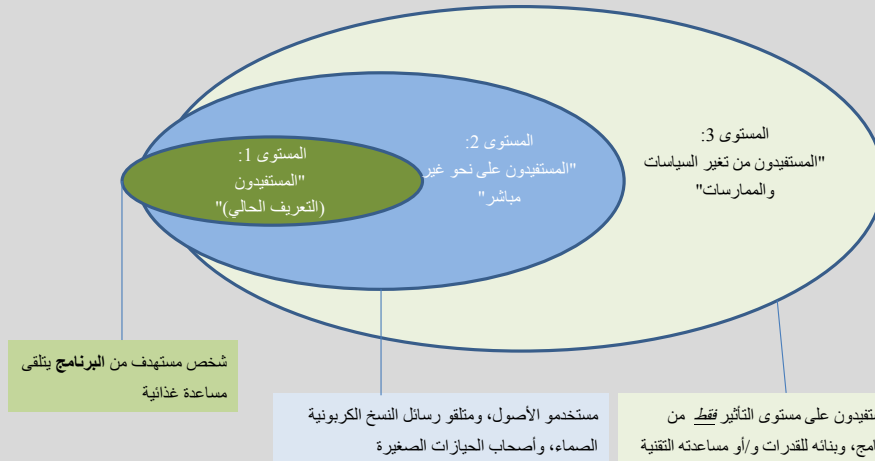 المستوى 3:
"المستفيدون من تغير السياسات
والممارسات"
المستوى 2:
"المستفيدون على نحو غير
مباشر"
المستوى 1:
"المستفيدون
(التعريف الحالي)"
شخص مستهدف من البرنامج يتلقى
مساعدة غذائية
مستخدمو الأصول، ومتلقو رسائل النسخ الكربونية
الصماء، وأصحاب الحيازات الصغيرة
على مستوى التأثير فقط من
وبنائه للقدرات و/أو مساعدته التقنية